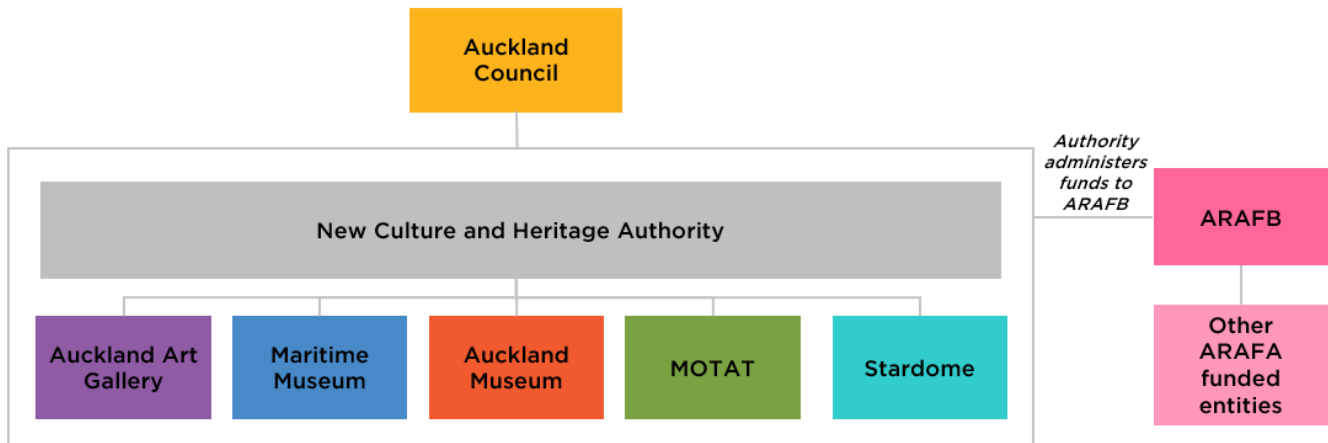 Auckland
Council
Authority
administers
funds to
ARAFB
New Culture and Heritage Authority
ARAFB
Auckland Art
Gallery
Maritime
Museum
Auckland
Museum
MOTAT
Stardome
Other
ARAFA
funded
entities